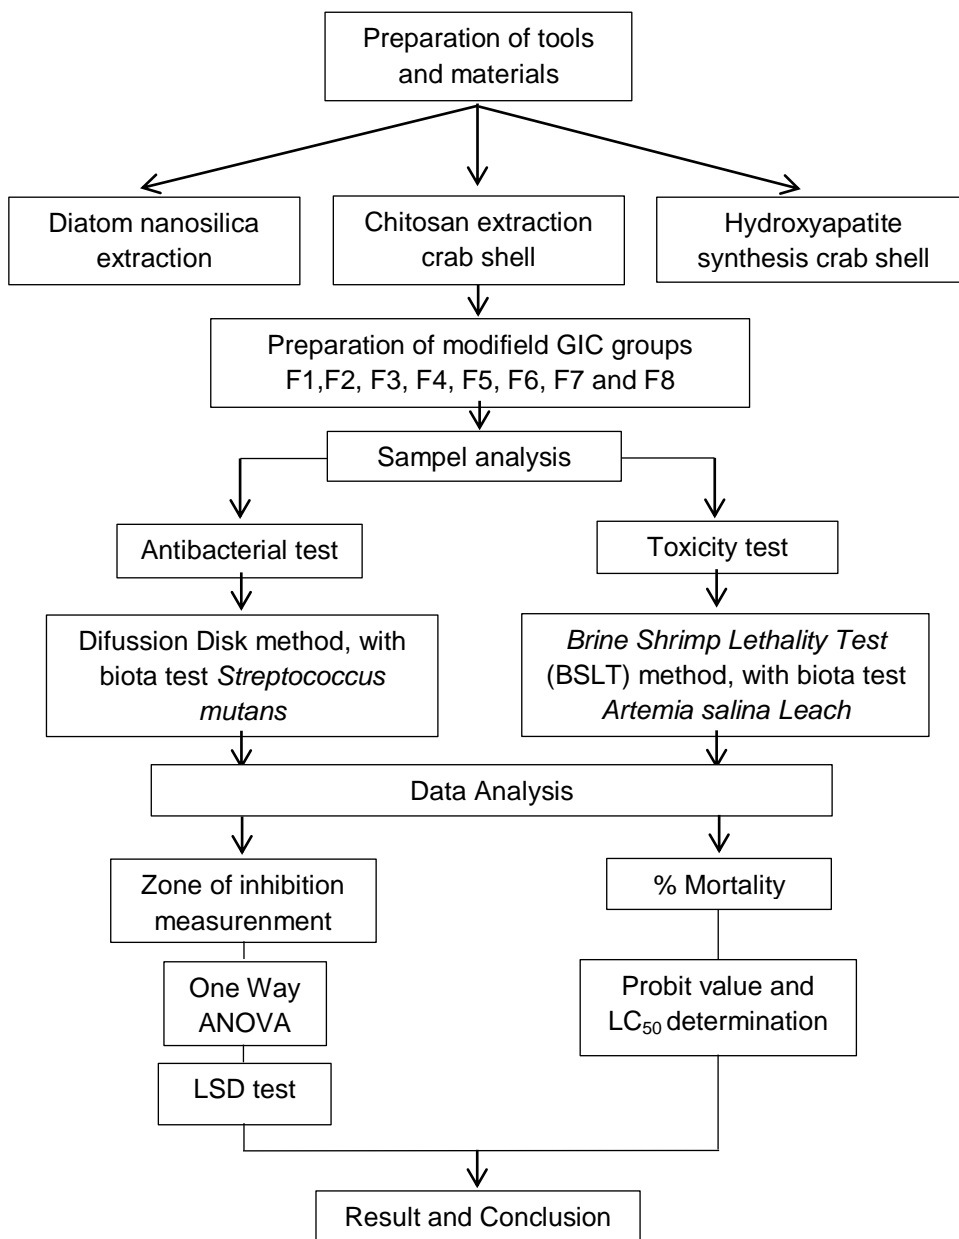 Preparation of tools
and materials
Diatom nanosilica
extraction
Chitosan extraction
crab shell
Hydroxyapatite
synthesis crab shell
Preparation of modifield GIC groups
F1,F2, F3, F4, F5, F6, F7 and F8
Sampel analysis
Antibacterial test
Toxicity test
Difussion Disk method, with
biota test Streptococcus
mutans
Brine Shrimp Lethality Test
(BSLT) method, with biota test
Artemia salina Leach
Data Analysis
Zone of inhibition
measurenment
% Mortality
One Way
ANOVA
Probit value and
LC₅₀ determination
LSD test
Result and Conclusion